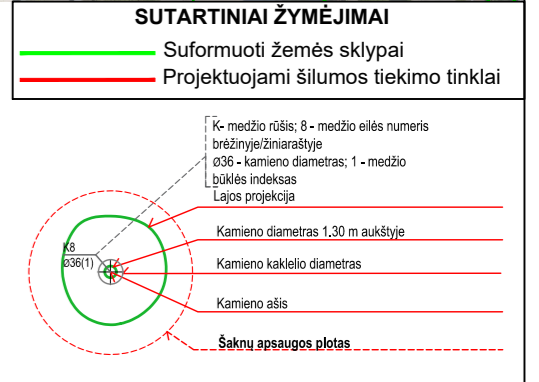 SUTARTINIAI ŽYMĖJIMAI
Suformuoti žemės sklypai
Projektuojami šilumos tiekimo tinklai
K- medžio rūšis; 8 - medžio eilės numeris
brėžinyje/žiniaraštyje
Ø36 - kamieno diametras; 1 - medžio
būklės indeksas
Lajos projekcija
Kamieno diametras 1,30 m aukštyje
K8
Ø36(1)
Kamieno kaklelio diametras
Kamieno ašis
Šaknų apsaugos plotas